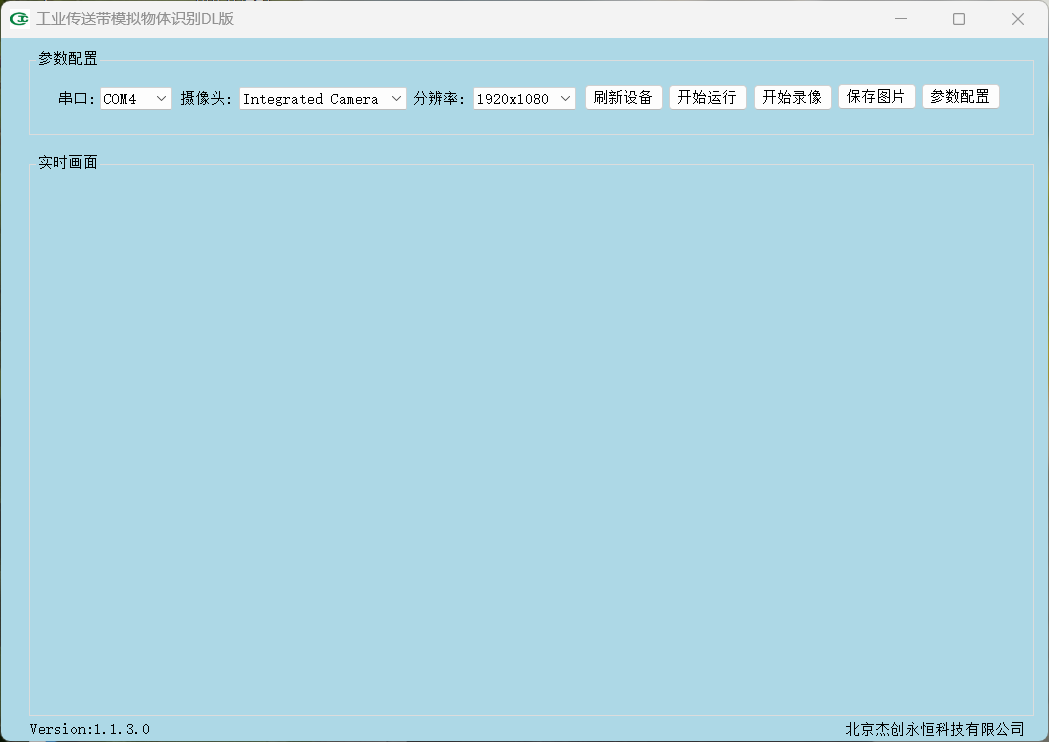 工业传送带模拟物体识别DL版
参数配置
串口: COM4 摄像头: Integrated Camera 分辨率: 1920x1080 刷新设备 开始运行 开始录像 保存图片 参数配置
实时画面
Version:1.1.3.0 北京杰创永恒科技有限公司